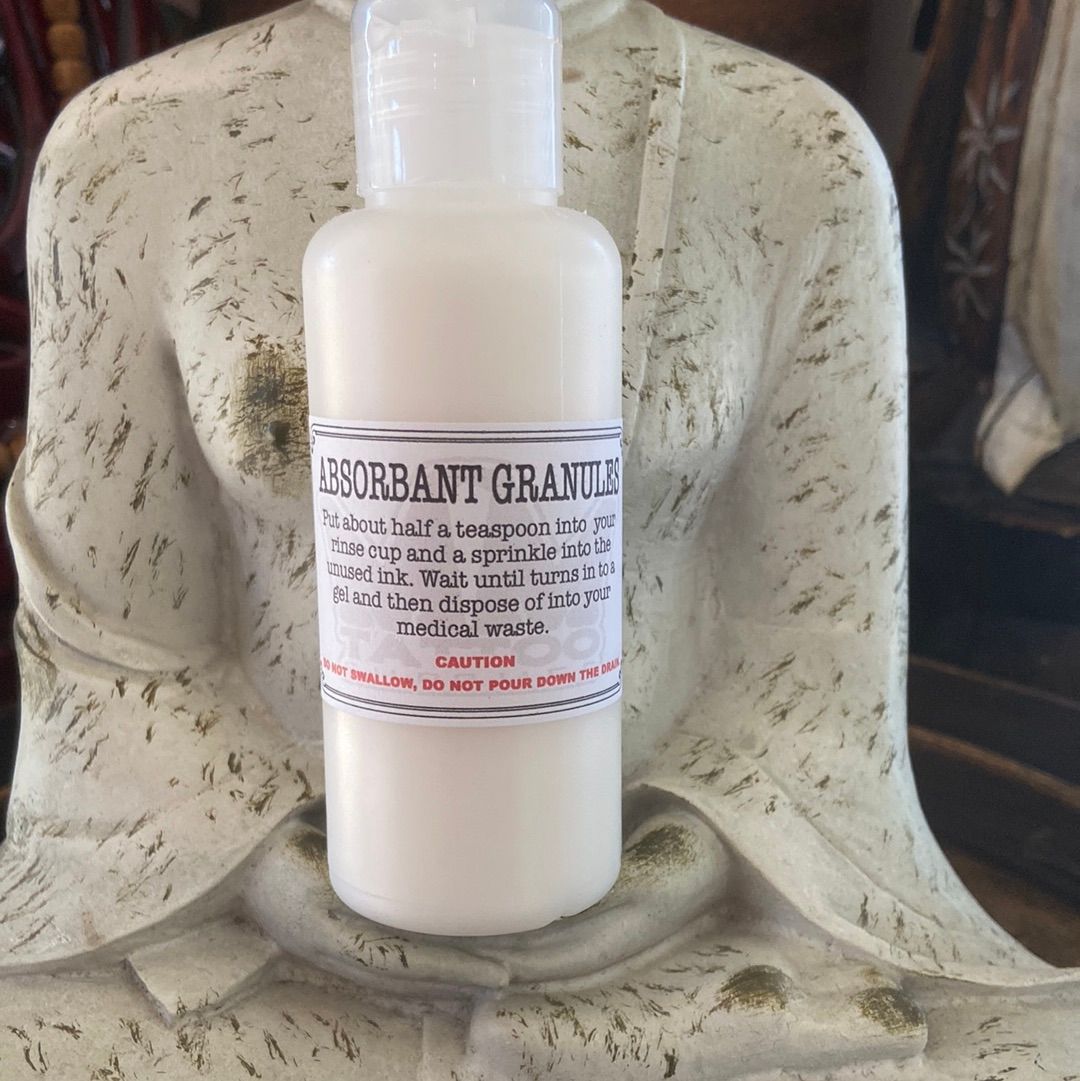 ABSORBANT GRANULES
Put about half a teaspoon into your
rinse cup and a sprinkle into the
unused ink. Wait until turns in to a
gel and then dispose of into your
medical waste.
TATTOO
CAUTION
DO NOT SWALLOW, DO NOT POUR DOWN THE DRAIN